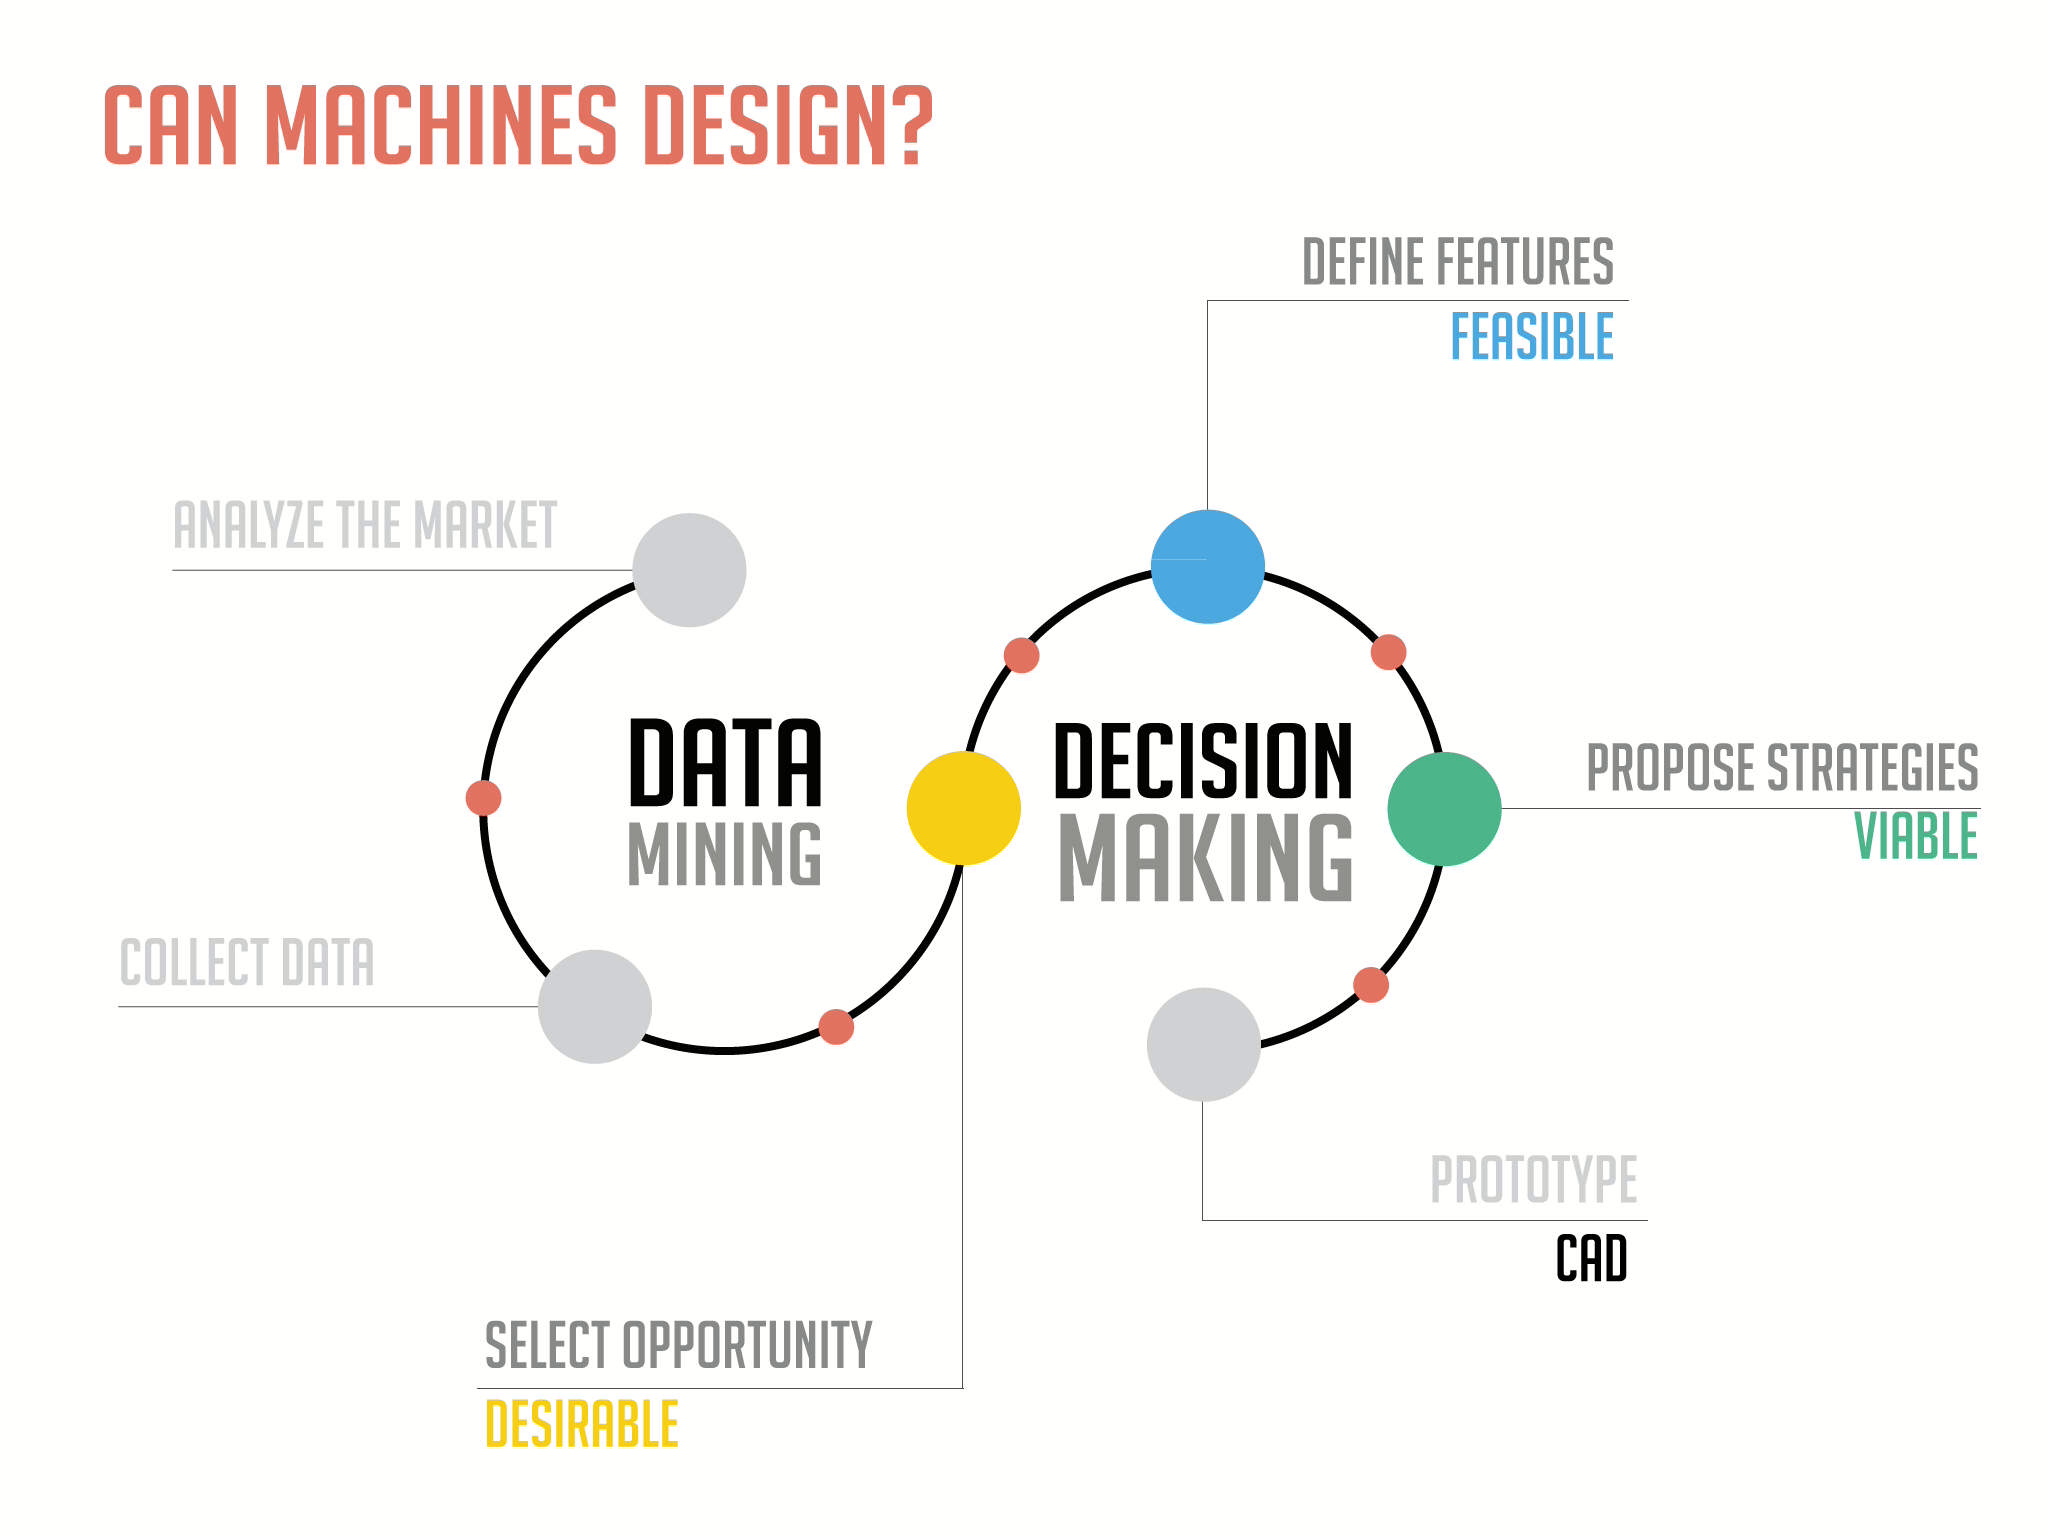 CAN MACHINES DESIGN?
DEFINE FEATURES
FEASIBLE
ANALYZE THE MARKET
DATA
MINING
DECISION
MAKING
PROPOSE STRATEGIES
VIABLE
COLLECT DATA
PROTOTYPE
CAD
SELECT OPPORTUNITY
DESIRABLE